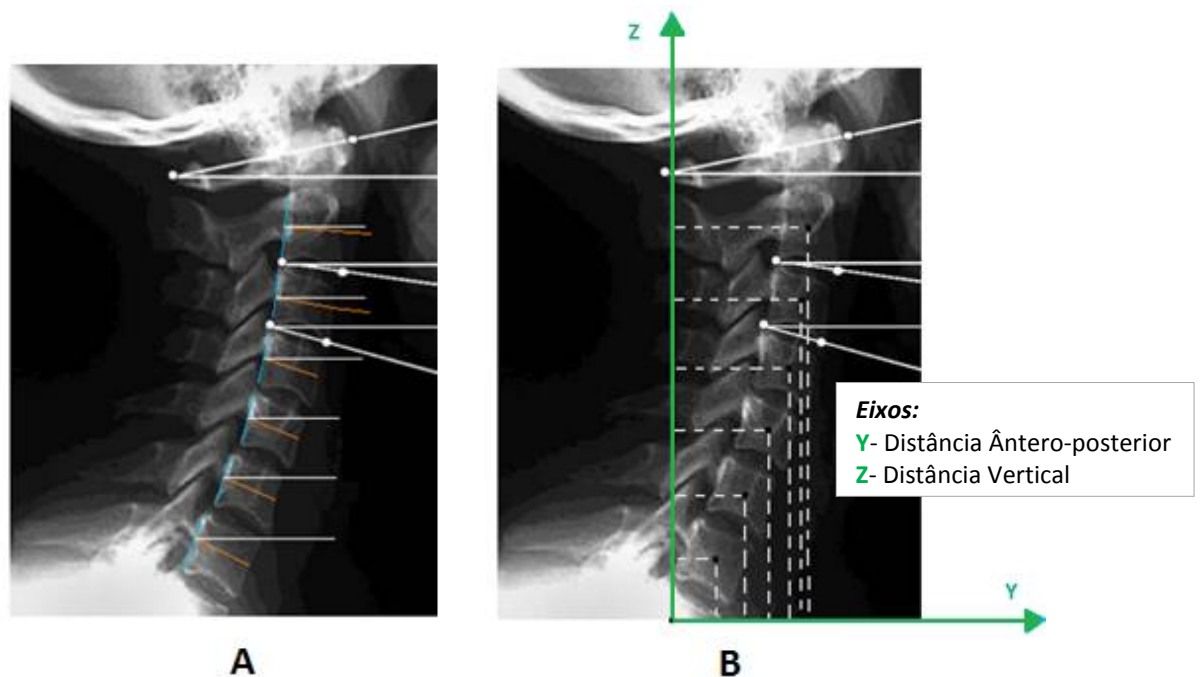 Z
Eixos:
Y- Distância Ântero-posterior
Z- Distância Vertical
Y
A
B